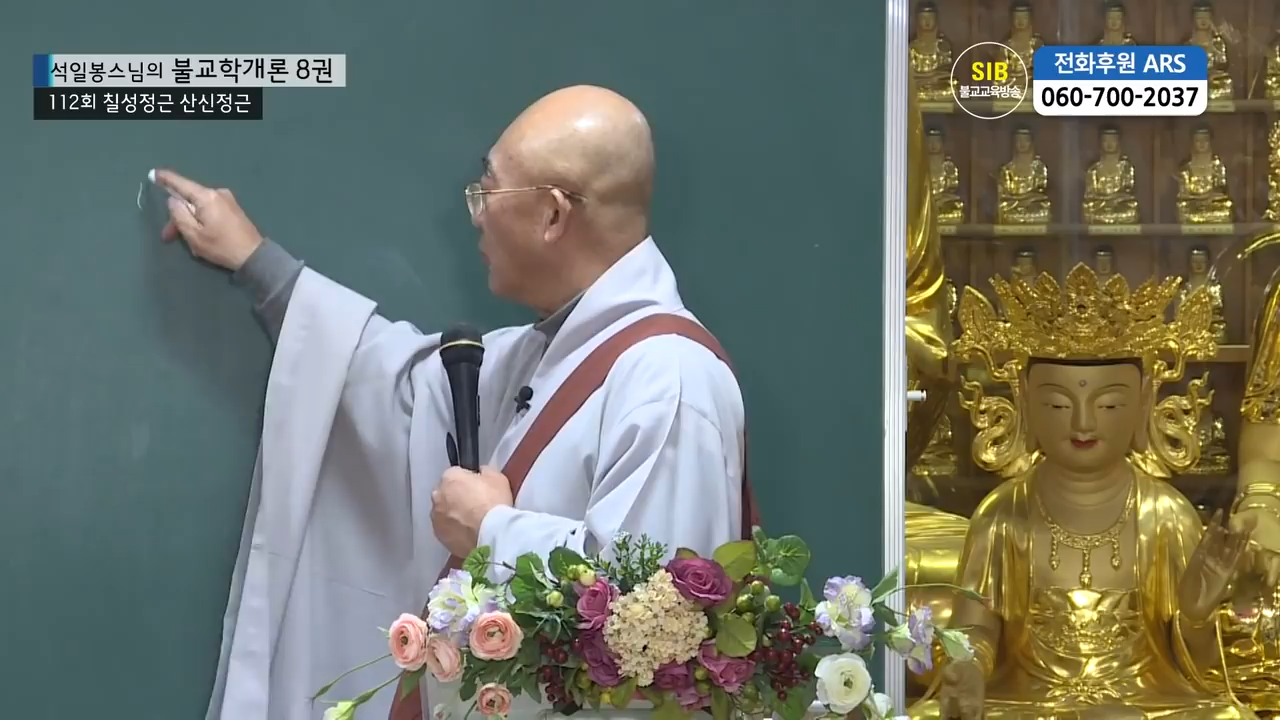 석일봉스님의 불교학개론 8권
112회 칠성정근 산신정근
SIB
불교교육방송
전화후원 ARS
060-700-2037